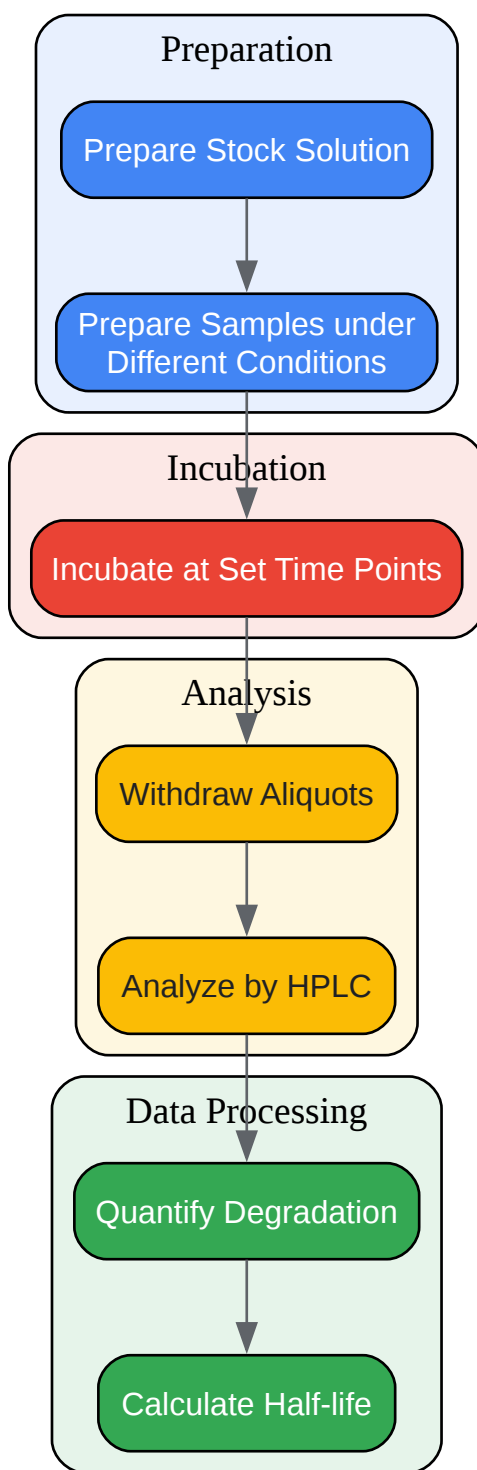 Preparation
Prepare Stock Solution
Prepare Samples under
Different Conditions
Incubation
Incubate at Set Time Points
Analysis
Withdraw Aliquots
Analyze by HPLC
Data Processing
Quantify Degradation
Calculate Half-life